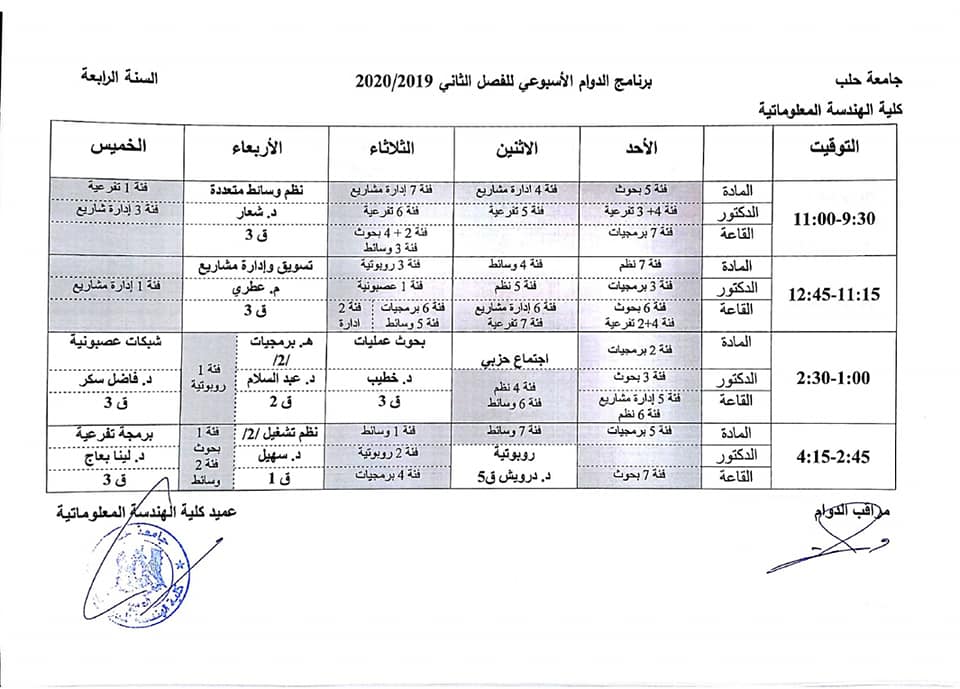 جامعة حلب
برنامج الدوام الأسبوعي للفصل الثاني 2020/2019
السنة الرابعة
كلية الهندسة المعلوماتية
التوقيت الأحد الاثنين الثلاثاء الأربعاء الخميس
11:00-9:30
المادة فئة 5 بحوث فئة 4 ادارة مشاريع فئة 7 إدارة مشاريع نظم وسائط متعددة فئة 1 تفرعية
الدكتور فئة 4+ 3 تفرعية فئة 5 تفرعية فئة 6 تفرعية د. شعار فئة 3 إدارة شاريع
القاعة فئة 7 برمجيات فئة 2 + 4 بحوث ق 3
فئة 3 وسائط
12:45-11:15
المادة فئة 7 نظم فئة 4 وسائط فئة 3 روبوتية تسويق وإدارة مشاريع
الدكتور فئة 3 برمجيات فئة 5 نظم فئة 1 عصبونية م. عطري فئة 1 إدارة مشاريع
القاعة فئة 6 بحوث فئة 6 إدارة مشاريع فئة 6 برمجيات فئة 2 ق 3
فئة 4+2 تفرعية فئة 7 تفرعية فئة 5 وسائط ادارة
2:30-1:00
المادة فئة 2 برمجيات اجتماع حزبي بحوث عمليات هـ. برمجيات /2/ فئة 1 روبوتية شبكات عصبونية
الدكتور فئة 3 بحوث فئة 4 نظم د. خطيب د. عبد السلام د. فاضل سكر
القاعة فئة 5 إدارة مشاريع فئة 6 وسائط ق 3 ق 2 ق 3
فئة 6 نظم
4:15-2:45
المادة فئة 5 برمجيات فئة 7 وسائط فئة 1 وسائط نظم تشغيل /2/ فئة 1 بحوث فئة 2 وسائط برمجة تفرعية
الدكتور روبوتية فئة 2 روبوتية د. سهيل د. لينا بعاج
القاعة فئة 7 بحوث د. درويش ق5 فئة 4 برمجيات ق 1 ق 3
مراقب الدوام
عميد كلية الهندسة المعلوماتية